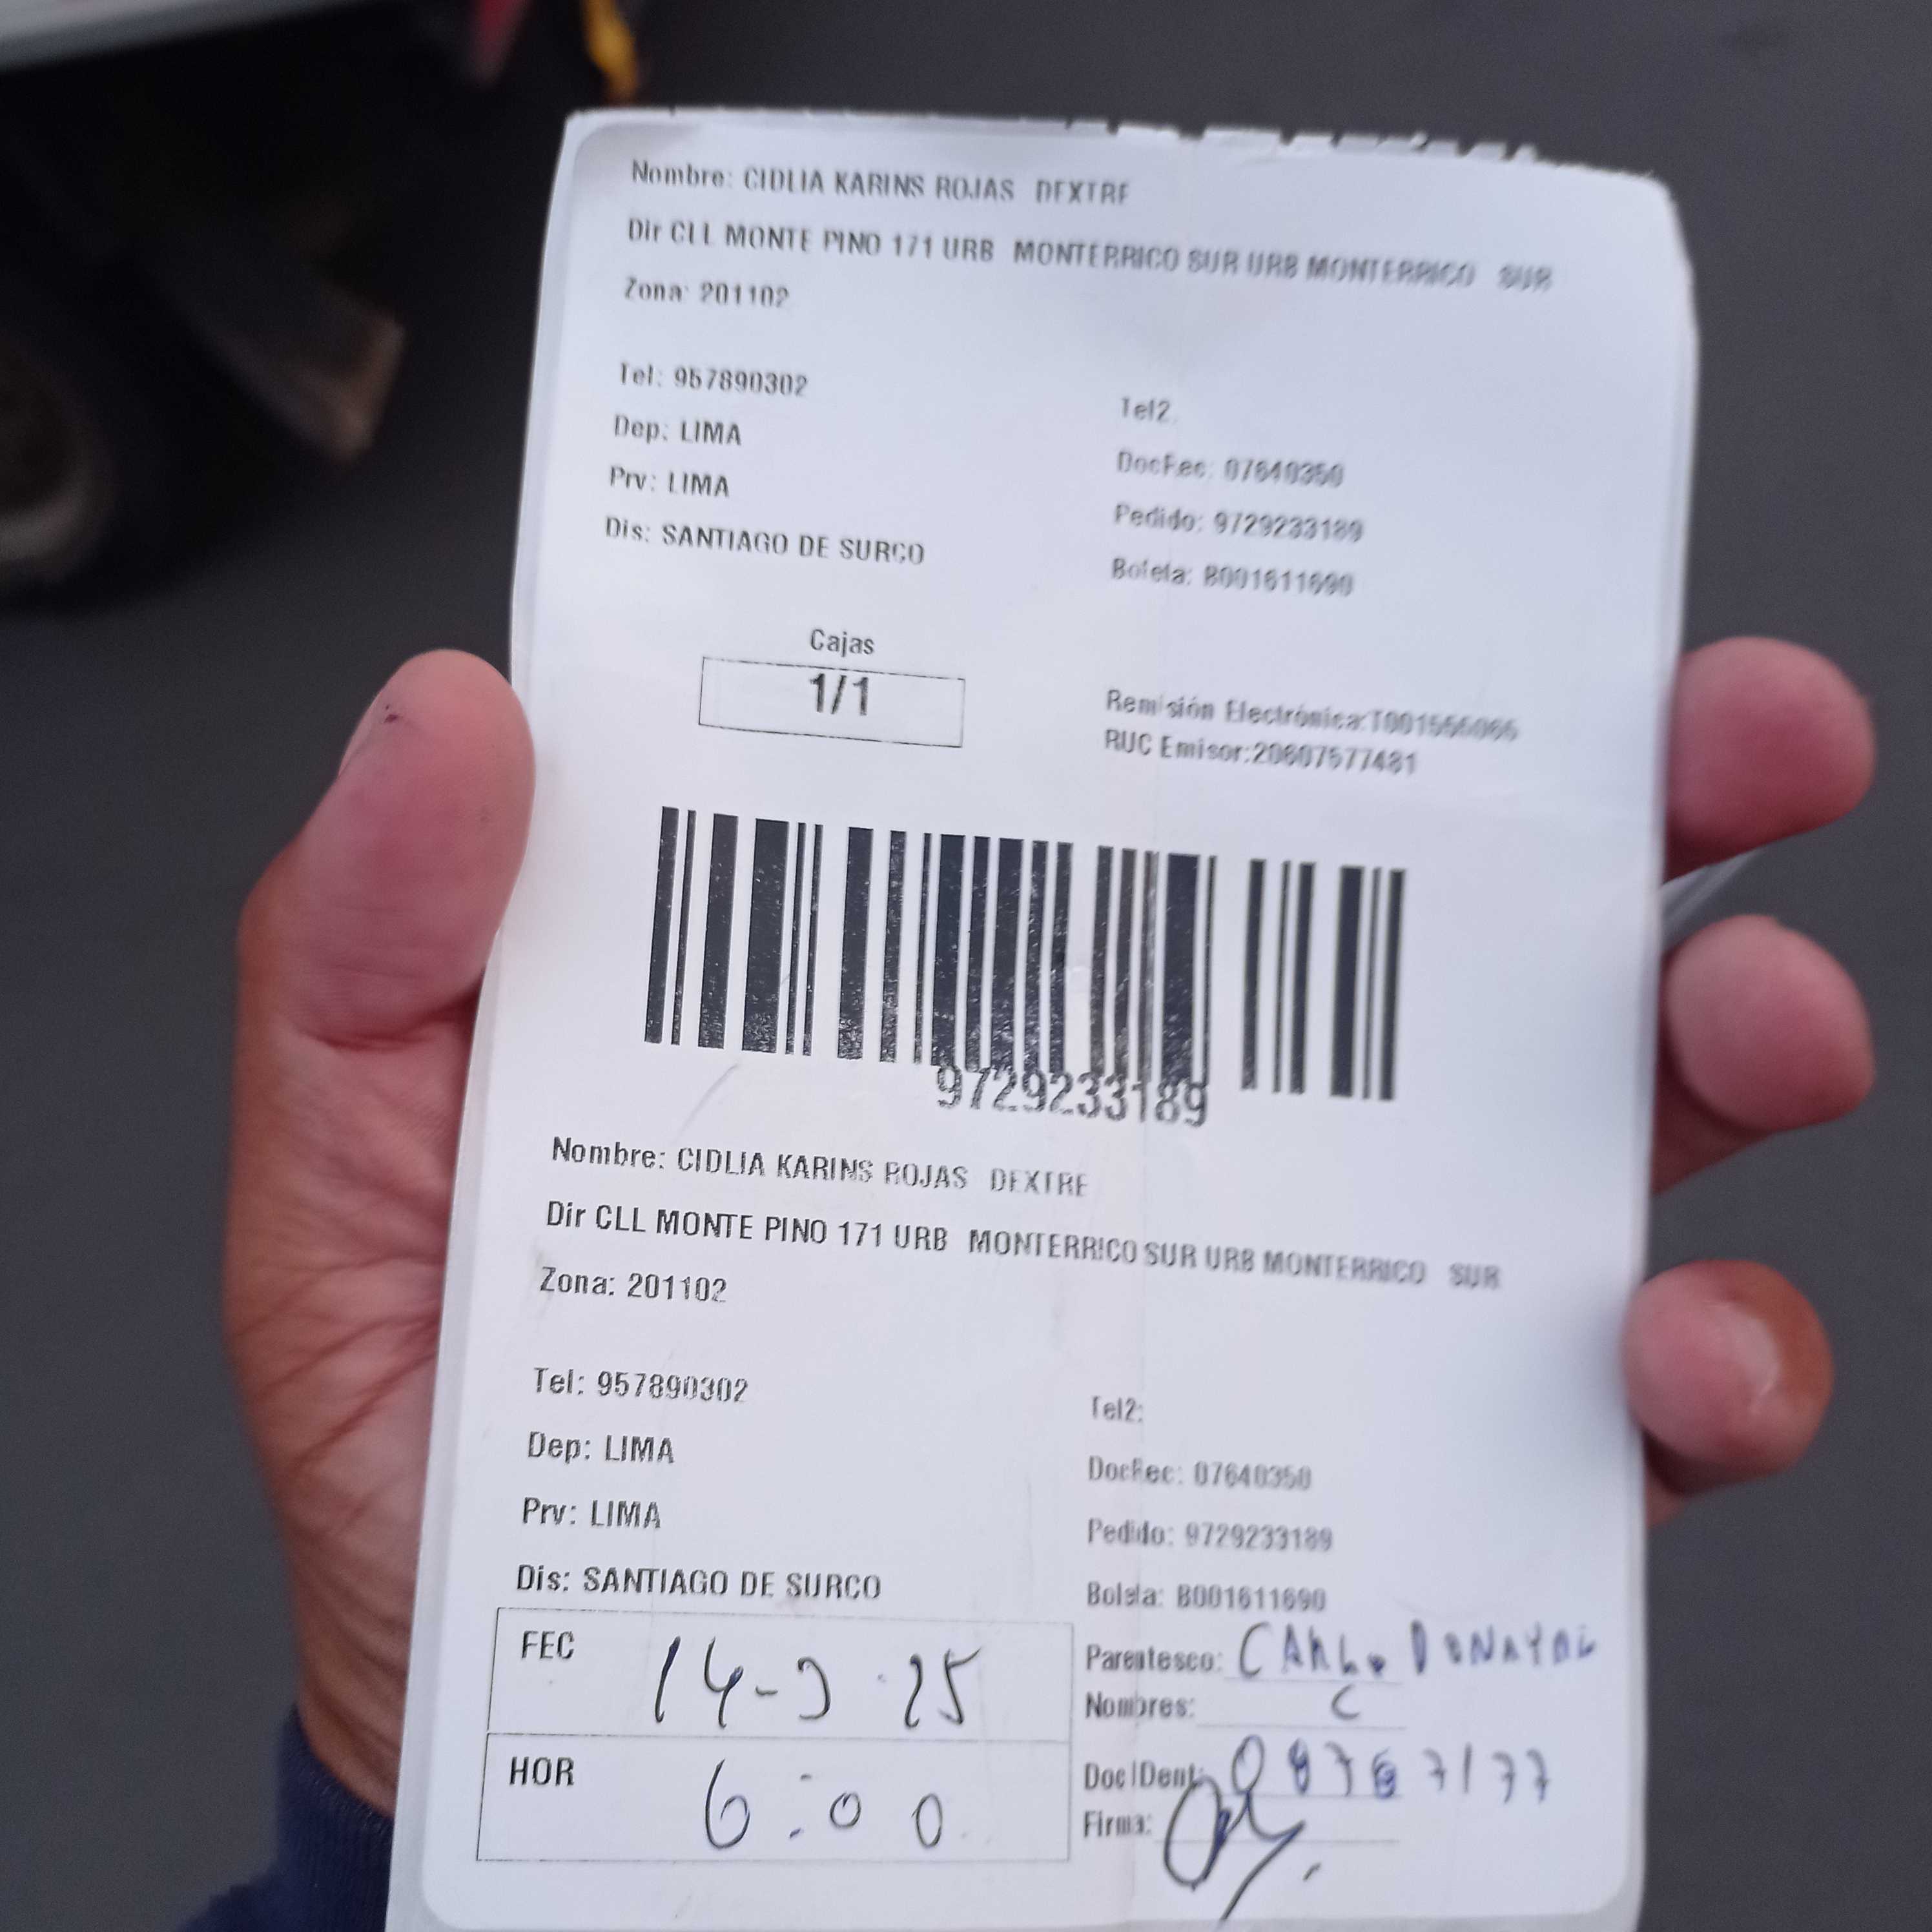 Nombre: CIDLIA KARINS ROJAS DEXTRE
Dir CLL MONTE PINO 171 URB MONTERRICO SUR URB MONTERRICO SUR
Zona: 201102
Tel: 957890302
Tel2:
Dep: LIMA
DocRec: 07640350
Prv: LIMA
Pedido: 9729233189
Dis: SANTIAGO DE SURCO
Boleta: B001611690
Cajas
1/1
Remisión Electrónica:
RUC Emisor:20607577481
9729233189
Nombre: CIDLIA KARINS ROJAS DEXTRE
Dir CLL MONTE PINO 171 URB MONTERRICO SUR URB MONTERRICO SUR
Zona: 201102
Tel: 957890302
Tel2:
Dep: LIMA
DocRec: 07640350
Prv: LIMA
Pedido: 9729233189
Dis: SANTIAGO DE SURCO
Boleta: B001611690
FEC 14-3-25
Parentesco: CARLO
Nombres: C
HOR 6:00
DocIDent:
Firma: